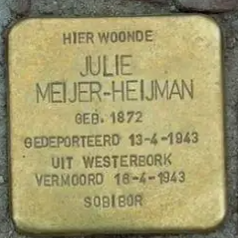 HIER WOONDE
JULIE
MEIJER-HEIJMAN
GEB. 1872
GEDEPORTEERD 13-4-1943
UIT WESTERBORK
VERMOORD 16-4-1943
SOBIBOR